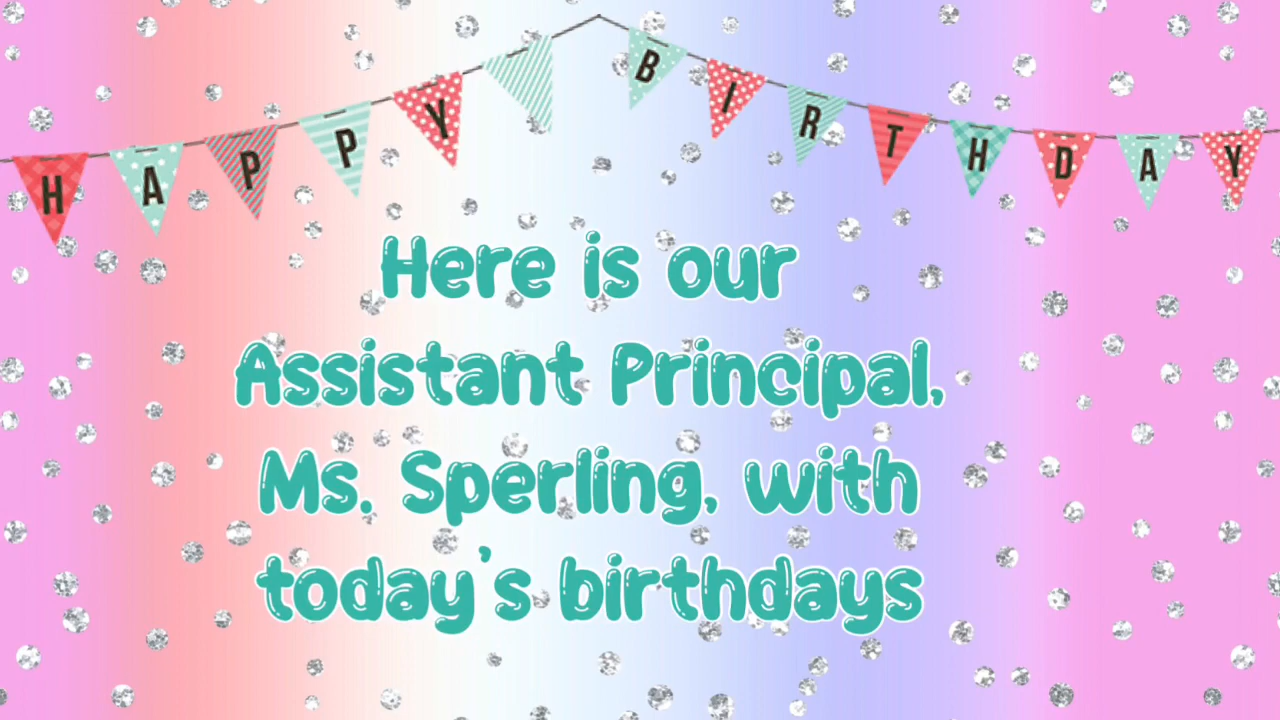 HAPPY BIRTHDAY
Here is our
Assistant Principal,
Ms. Sperling, with
today's birthdays